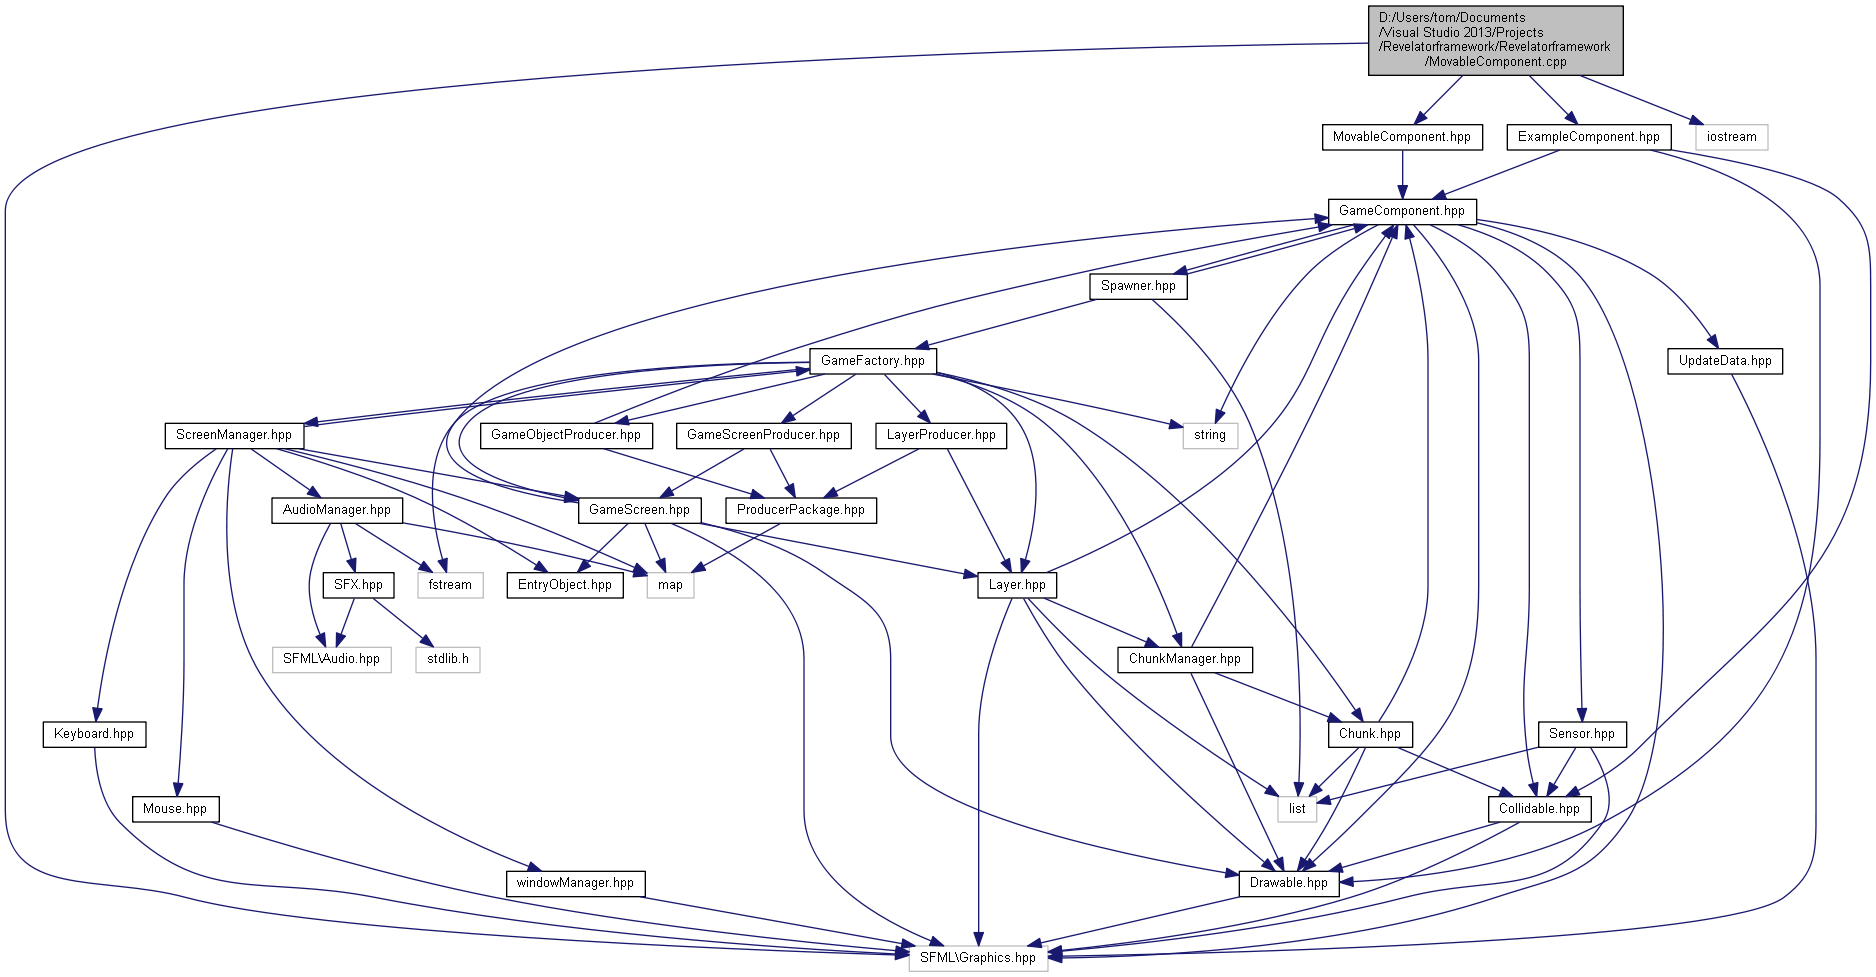 D:/Users/tom/Documents
/Visual Studio 2013/Projects
/Revelatorframework/Revelatorframework
/MovableComponent.cpp
MovableComponent.hpp
ExampleComponent.hpp
iostream
GameComponent.hpp
Spawner.hpp
GameFactory.hpp
UpdateData.hpp
ScreenManager.hpp
GameObjectProducer.hpp
GameScreenProducer.hpp
LayerProducer.hpp
string
AudioManager.hpp
GameScreen.hpp
ProducerPackage.hpp
SFX.hpp
fstream
EntryObject.hpp
map
Layer.hpp
SFML\Audio.hpp
stdlib.h
ChunkManager.hpp
Keyboard.hpp
Chunk.hpp
Sensor.hpp
Mouse.hpp
list
Collidable.hpp
windowManager.hpp
Drawable.hpp
SFML\Graphics.hpp